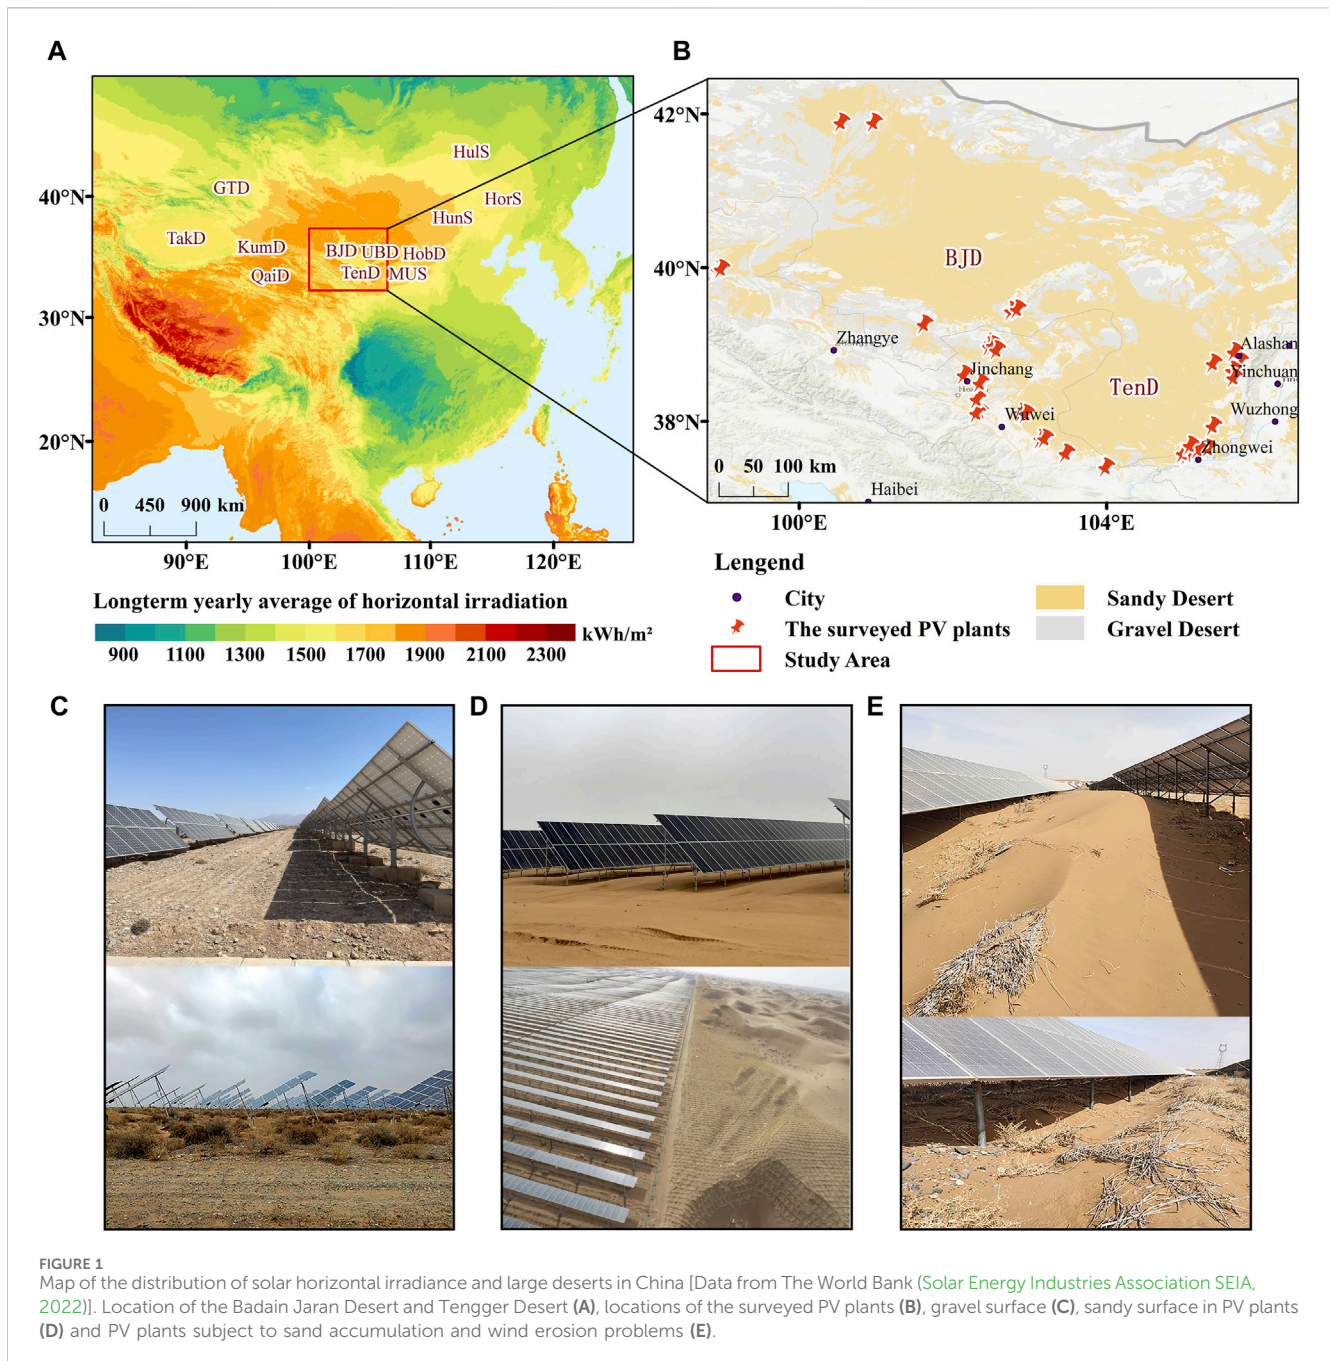 A
B
40°N
30°N
20°N
GTD
HulS
HorS
HunS
TakD
KumD
BJD
UBD
HobD
QaiD
TenD
MUS
0 450 900 km
90°E 100°E 110°E 120°E
42°N
40°N
38°N
BJD
Zhangye
Jinchang
Alashan
Yinchuan
TenD
Wuwei
Wuzhong
Zhongwei
0 50 100 km
Haibei
100°E 104°E
Longterm yearly average of horizontal irradiation
kWh/m²
900 1100 1300 1500 1700 1900 2100 2300
Lengend
City
The surveyed PV plants
Study Area
Sandy Desert
Gravel Desert
C
D
E
FIGURE 1
Map of the distribution of solar horizontal irradiance and large deserts in China [Data from The World Bank (Solar Energy Industries Association SEIA,
2022)]. Location of the Badain Jaran Desert and Tengger Desert (A), locations of the surveyed PV plants (B), gravel surface (C), sandy surface in PV plants
(D) and PV plants subject to sand accumulation and wind erosion problems (E).